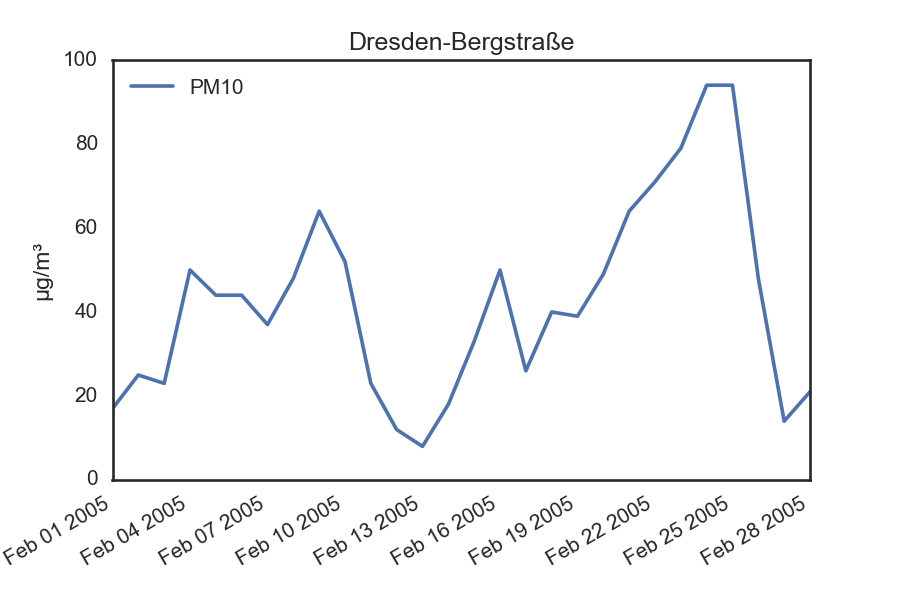 Dresden-Bergstraße
PM10
µg/m³
100
80
60
40
20
0
Feb 01 2005
Feb 04 2005
Feb 07 2005
Feb 10 2005
Feb 13 2005
Feb 16 2005
Feb 19 2005
Feb 22 2005
Feb 25 2005
Feb 28 2005